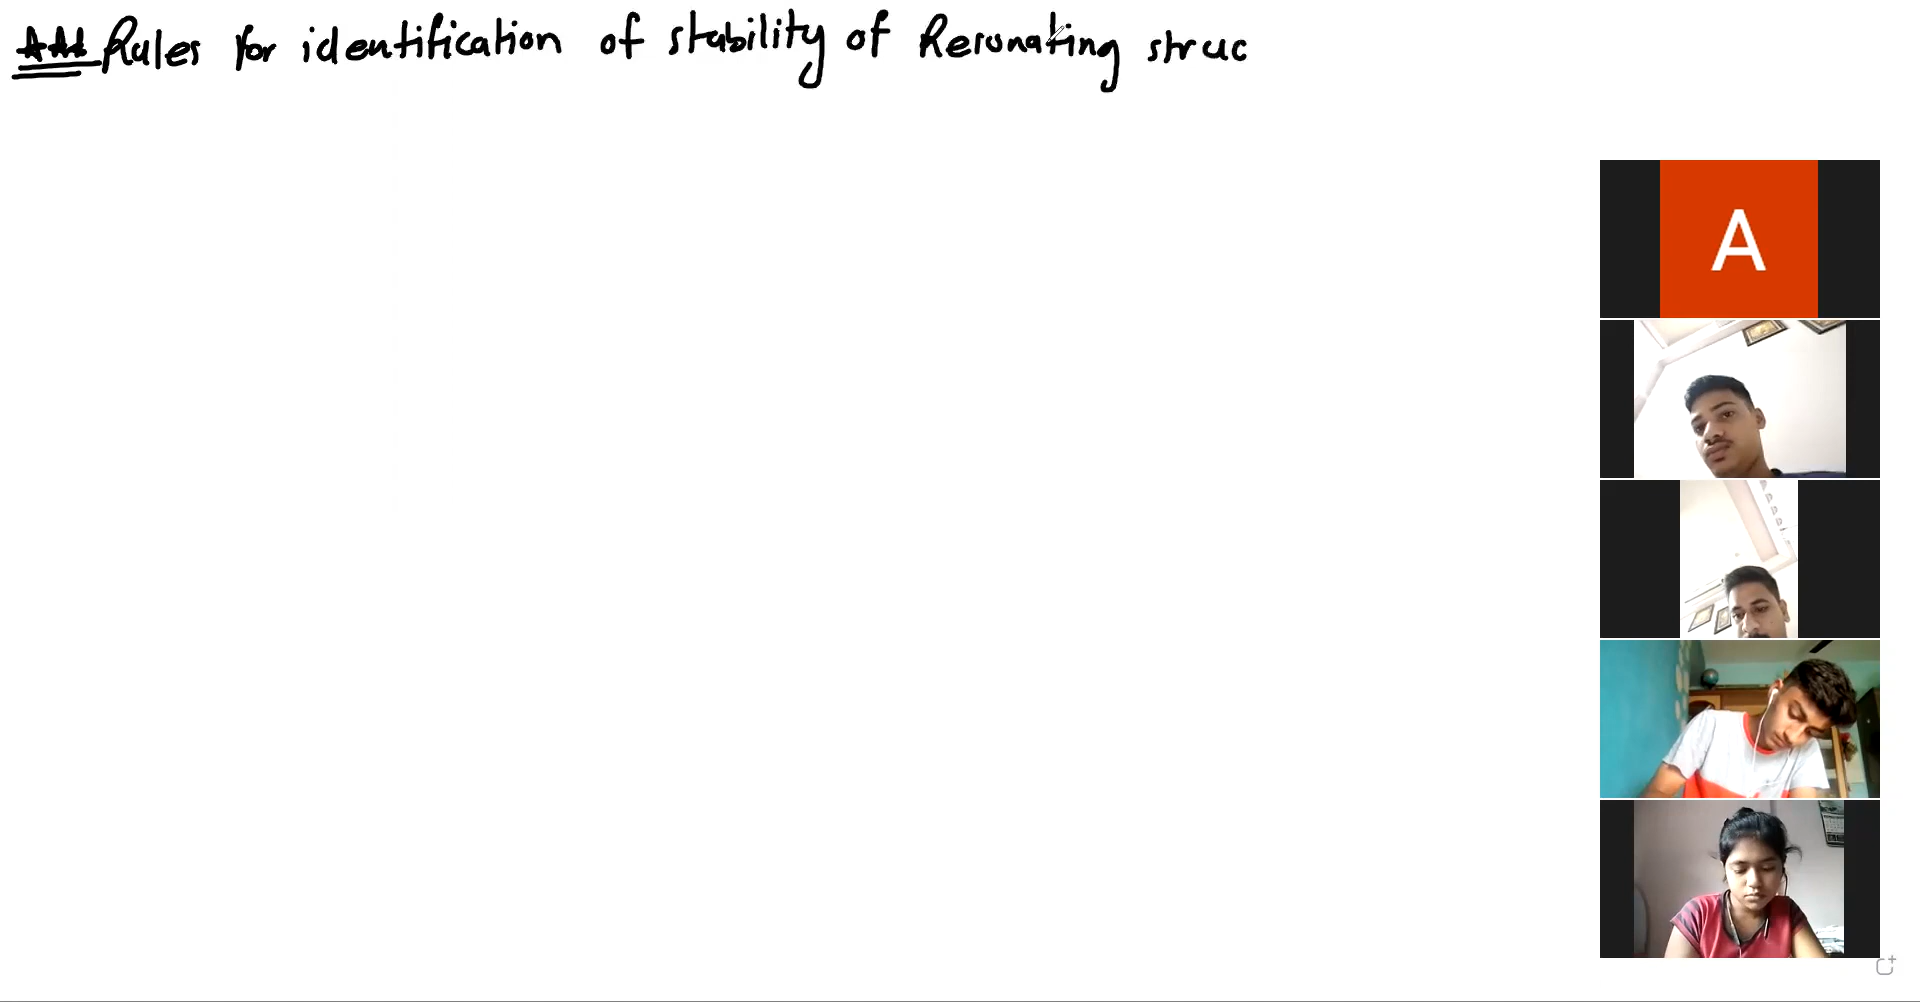 Rules for identification of stability of Resonating struc
A